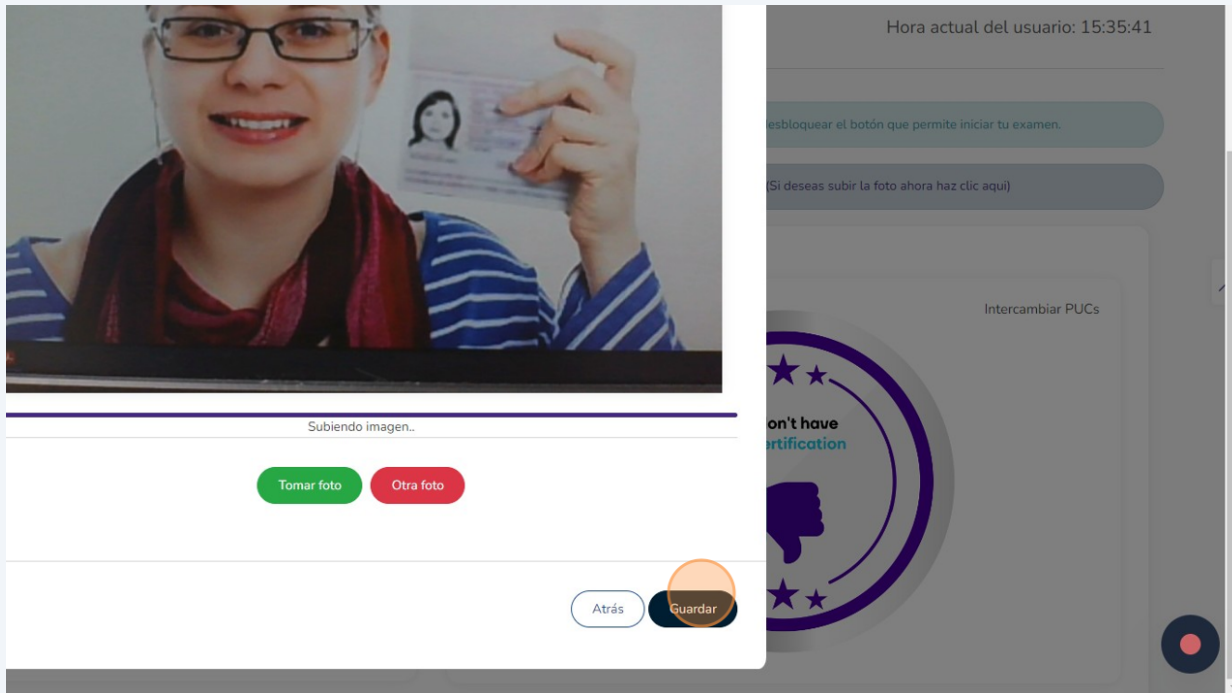 Hora actual del usuario: 15:35:41
desbloquear el botón que permite iniciar tu examen.
(Si deseas subir la foto ahora haz clic aquí)
Intercambiar PUCs
on't have
rtification
Subiendo imagen..
Tomar foto
Otra foto
Atrás
Guardar